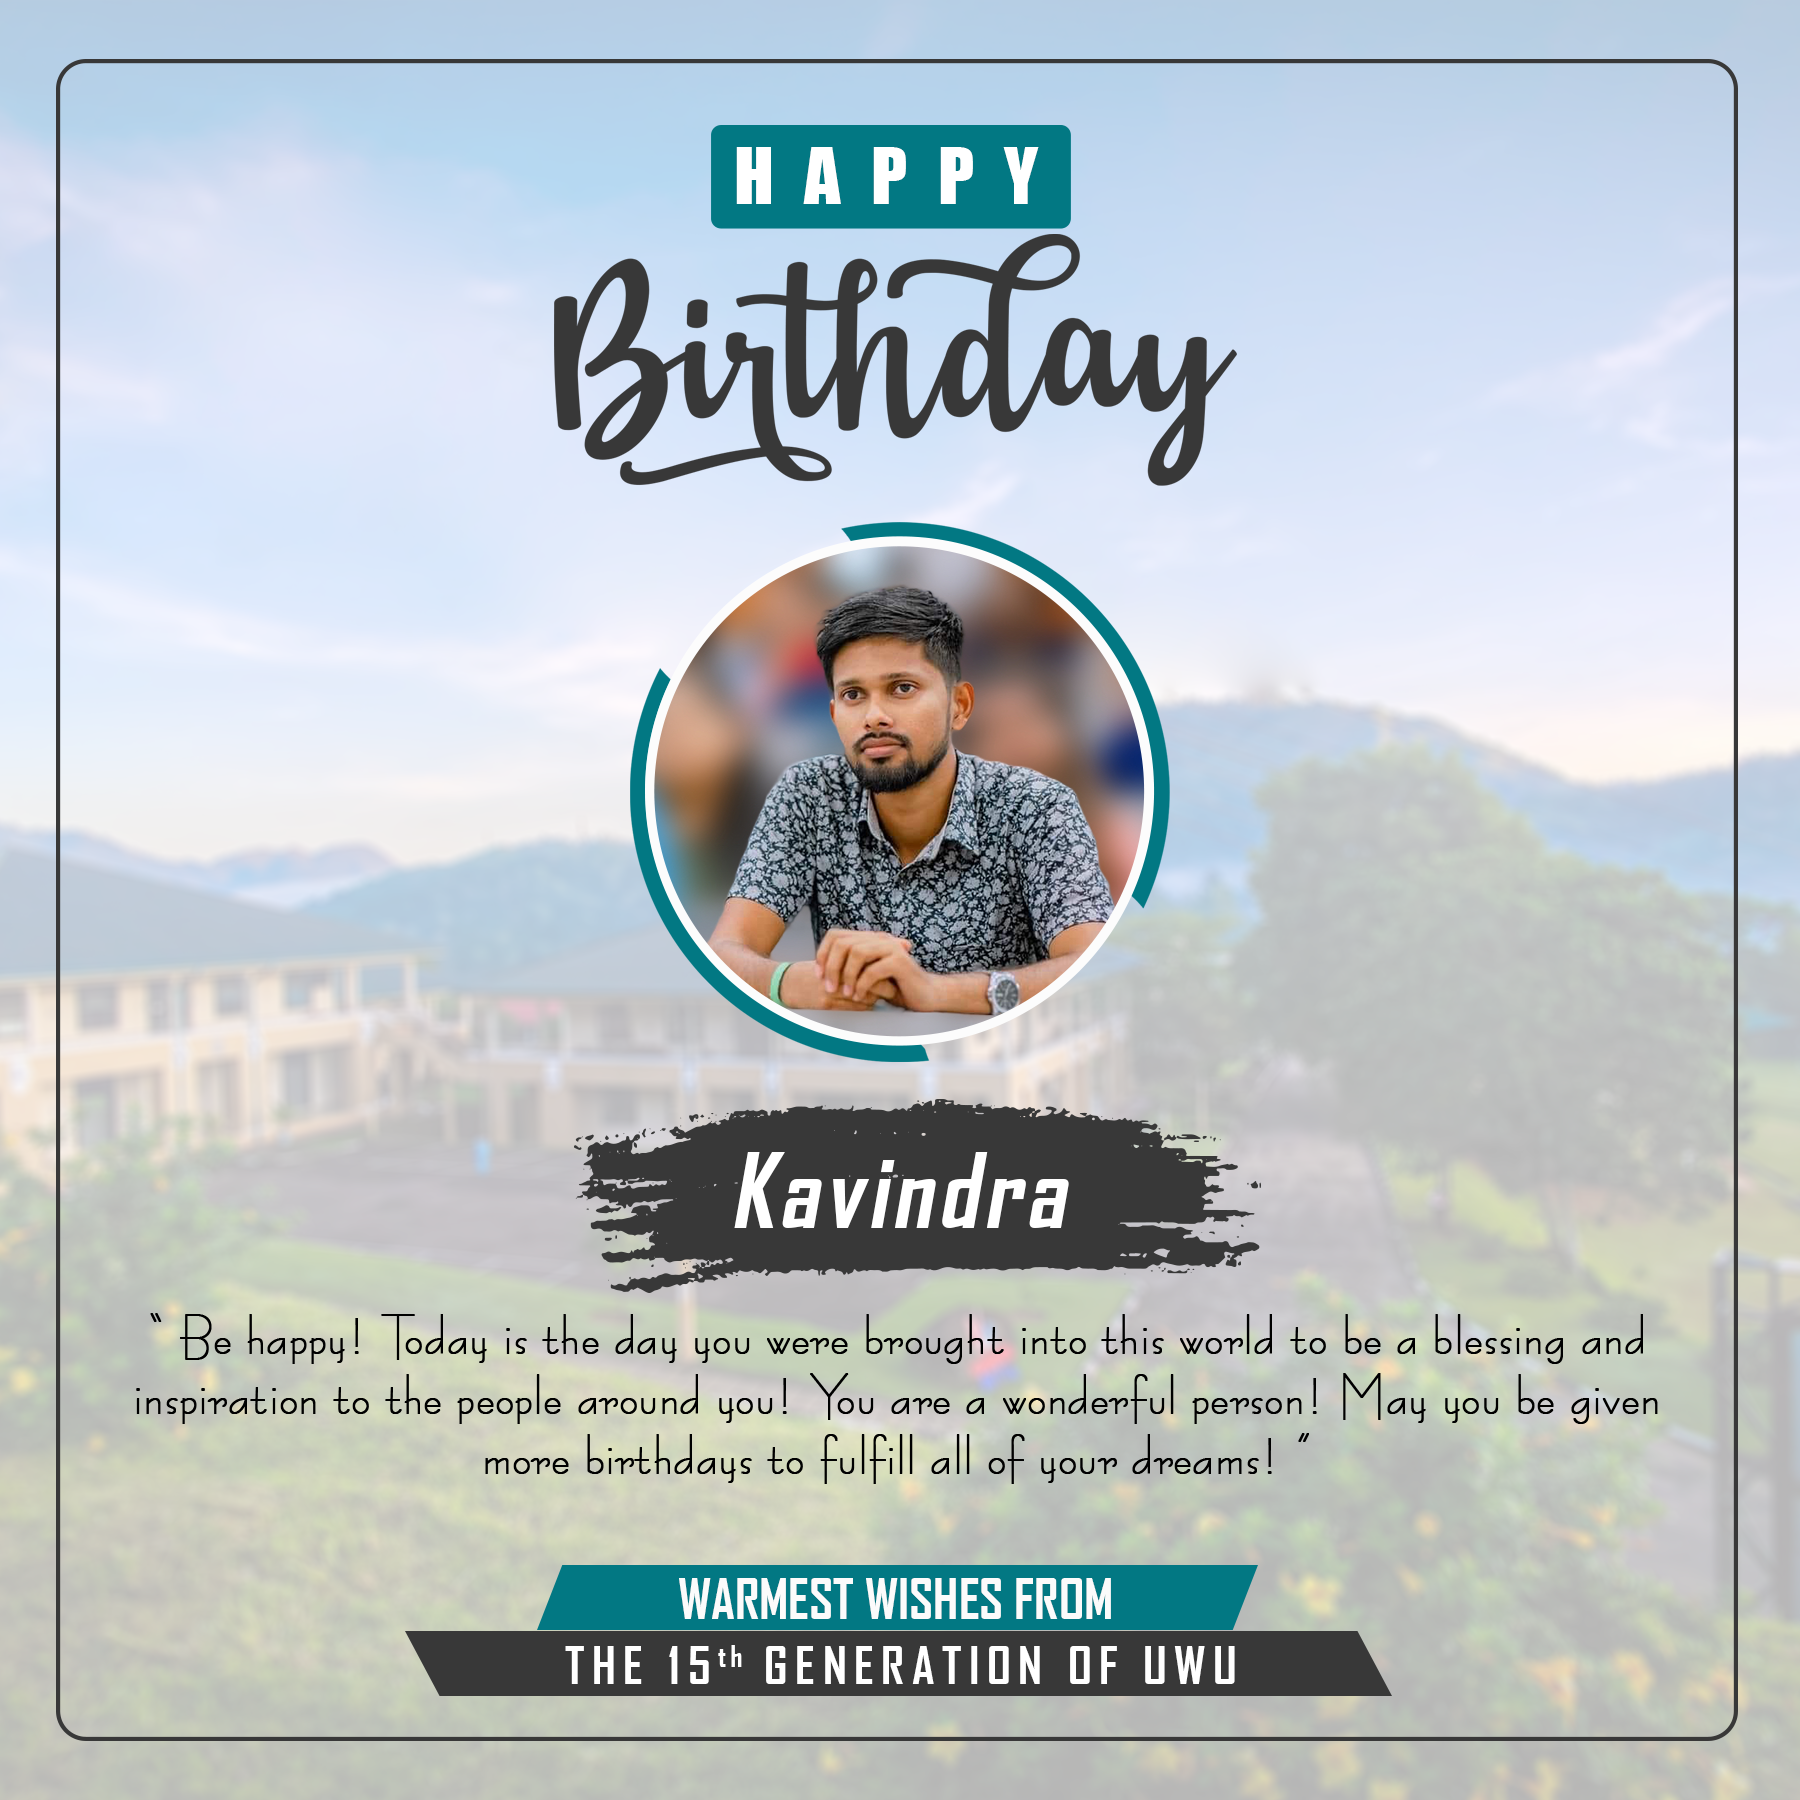 HAPPY
Birthday
Kavindra
“ Be happy! Today is the day you were brought into this world to be a blessing and
inspiration to the people around you! You are a wonderful person! May you be given
more birthdays to fulfill all of your dreams! ”
WARMEST WISHES FROM
THE 15th GENERATION OF UWU